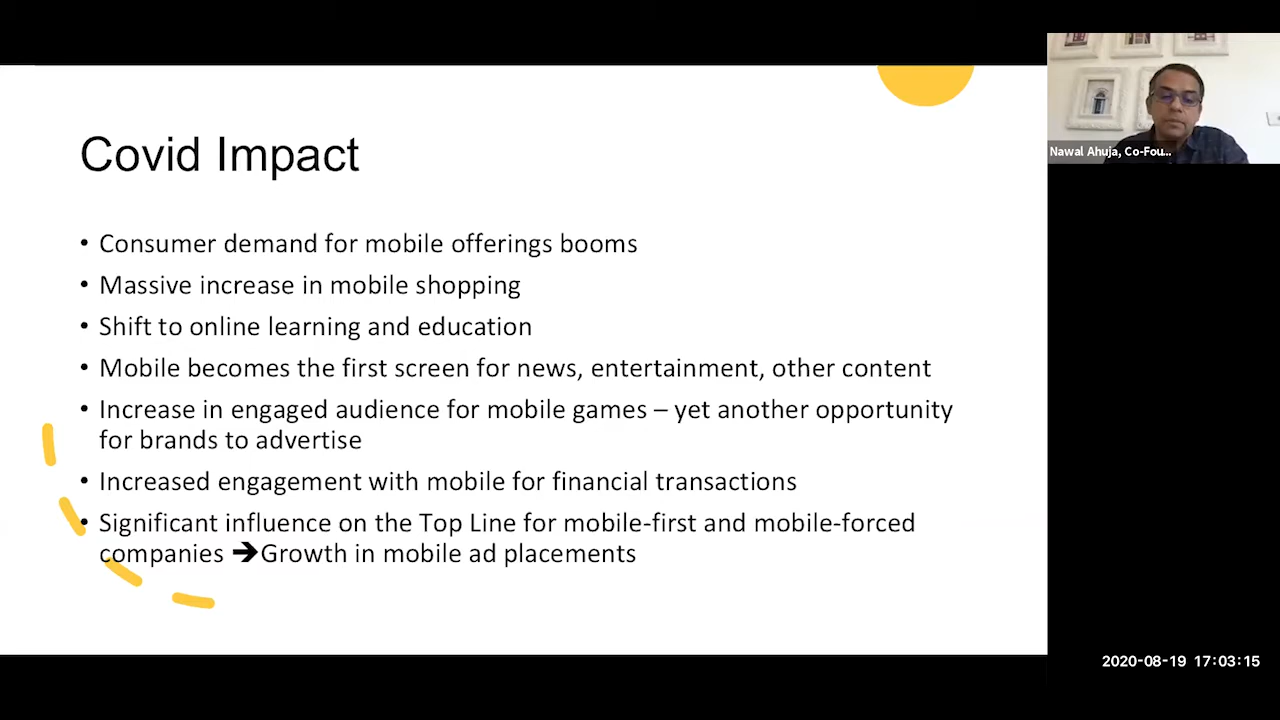 Covid Impact
• Consumer demand for mobile offerings booms
• Massive increase in mobile shopping
• Shift to online learning and education
• Mobile becomes the first screen for news, entertainment, other content
• Increase in engaged audience for mobile games – yet another opportunity
for brands to advertise
• Increased engagement with mobile for financial transactions
• Significant influence on the Top Line for mobile-first and mobile-forced
companies ➔Growth in mobile ad placements
Nawal Ahuja, Co-Fou...
2020-08-19 17:03:15